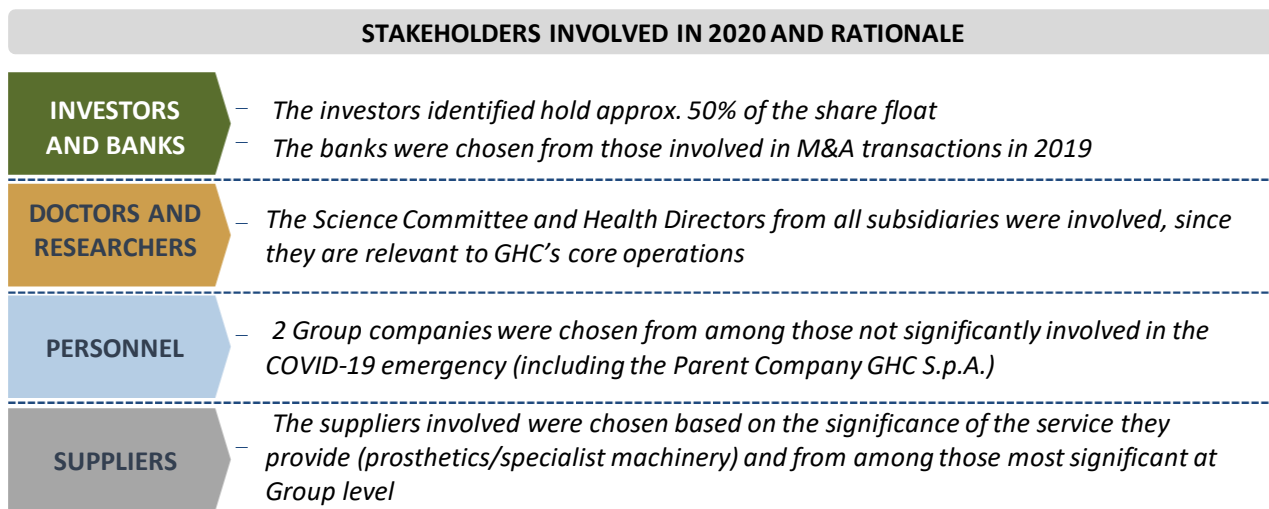 STAKEHOLDERS INVOLVED IN 2020 AND RATIONALE
INVESTORS
AND BANKS
– The investors identified hold approx. 50% of the share float
– The banks were chosen from those involved in M&A transactions in 2019
DOCTORS AND
RESEARCHERS
– The Science Committee and Health Directors from all subsidiaries were involved, since
they are relevant to GHC’s core operations
PERSONNEL
– 2 Group companies were chosen from among those not significantly involved in the
COVID-19 emergency (including the Parent Company GHC S.p.A.)
SUPPLIERS
– The suppliers involved were chosen based on the significance of the service they
provide (prosthetics/specialist machinery) and from among those most significant at
Group level